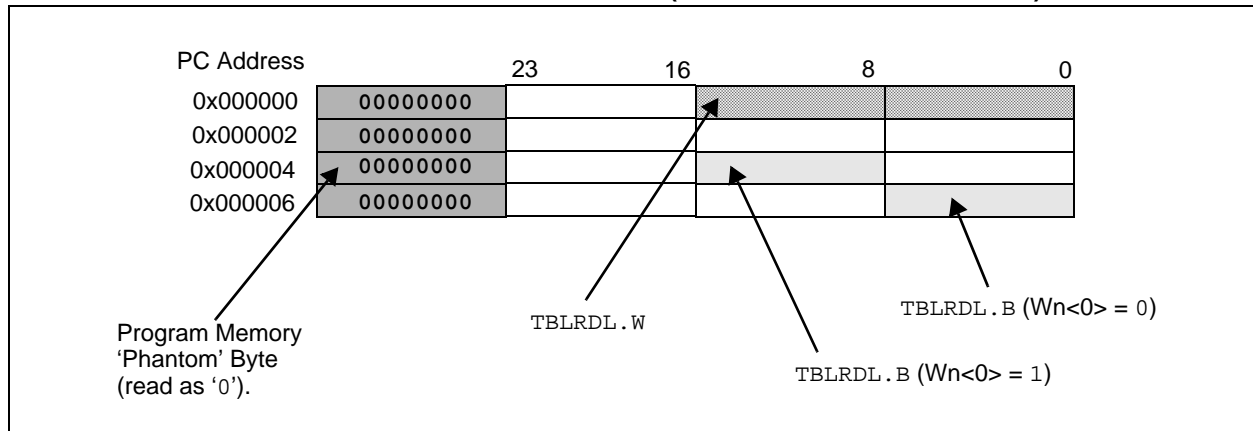 PC Address
23 16 8 0
0x000000 00000000
0x000002 00000000
0x000004 00000000
0x000006 00000000
TBLRDL.B (Wn<0> = 0)
TBLRDL.W
Program Memory
'Phantom' Byte
(read as '0').
TBLRDL.B (Wn<0> = 1)